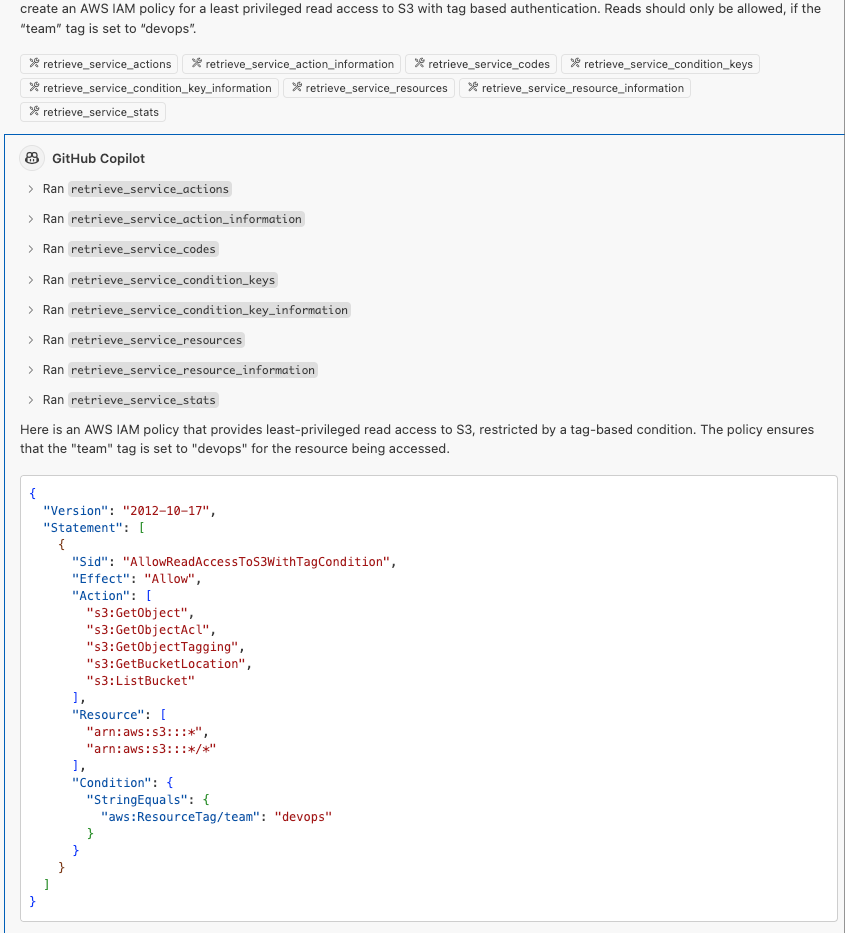 create an AWS IAM policy for a least privileged read access to S3 with tag based authentication. Reads should only be allowed, if the
“team” tag is set to “devops”.
retrieve_service_actions retrieve_service_action_information retrieve_service_codes retrieve_service_condition_keys
retrieve_service_condition_key_information retrieve_service_resources retrieve_service_resource_information
retrieve_service_stats
GitHub Copilot
Ran retrieve_service_actions
Ran retrieve_service_action_information
Ran retrieve_service_codes
Ran retrieve_service_condition_keys
Ran retrieve_service_condition_key_information
Ran retrieve_service_resources
Ran retrieve_service_resource_information
Ran retrieve_service_stats
Here is an AWS IAM policy that provides least-privileged read access to S3, restricted by a tag-based condition. The policy ensures
that the "team" tag is set to "devops" for the resource being accessed.
{
  "Version": "2012-10-17",
  "Statement": [
    {
      "Sid": "AllowReadAccessToS3WithTagCondition",
      "Effect": "Allow",
      "Action": [
        "s3:GetObject",
        "s3:GetObjectAcl",
        "s3:GetObjectTagging",
        "s3:GetBucketLocation",
        "s3:ListBucket"
      ],
      "Resource": [
        "arn:aws:s3:::*",
        "arn:aws:s3:::*/*"
      ],
      "Condition": {
        "StringEquals": {
          "aws:ResourceTag/team": "devops"
        }
      }
    }
  ]
}